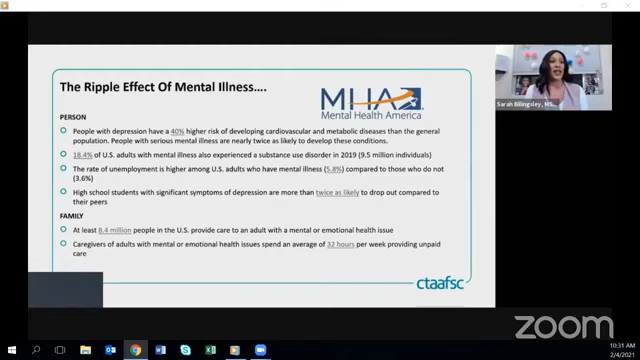 The Ripple Effect Of Mental Illness....
MHA
Mental Health America
PERSON
People with depression have a 40% higher risk of developing cardiovascular and metabolic diseases than the general
population. People with serious mental illness are nearly twice as likely to develop these conditions.
18.4% of U.S. adults with mental illness also experienced a substance use disorder in 2019 (9.5 million individuals)
The rate of unemployment is higher among U.S. adults who have mental illness (5.8%) compared to those who do not
(3.6%)
High school students with significant symptoms of depression are more than twice as likely to drop out compared to
their peers
FAMILY
At least 8.4 million people in the U.S. provide care to an adult with a mental or emotional health issue
Caregivers of adults with mental or emotional health issues spend an average of 32 hours per week providing unpaid
care
ctaafsc
Sarah Bilingsley, MS...
zoom
10:31 AM
2/4/2021